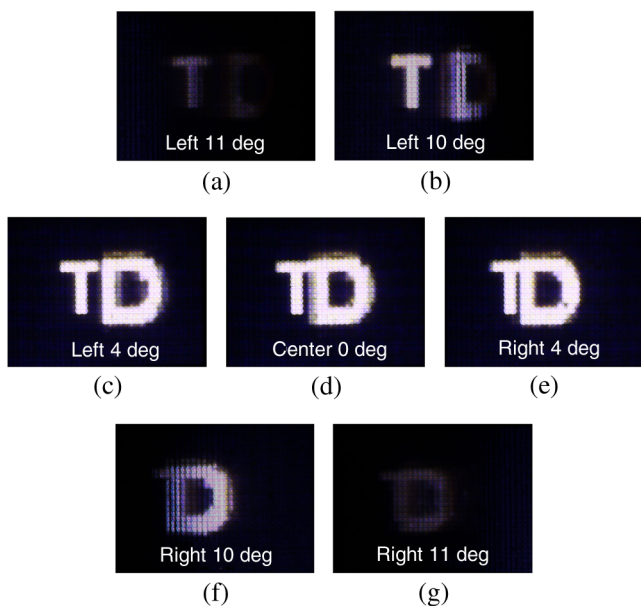 TD
Left 11 deg
(a)
TD
Left 10 deg
(b)
TD
Left 4 deg
(c)
TD
Center 0 deg
(d)
TD
Right 4 deg
(e)
TD
Right 10 deg
(f)
D
Right 11 deg
(g)